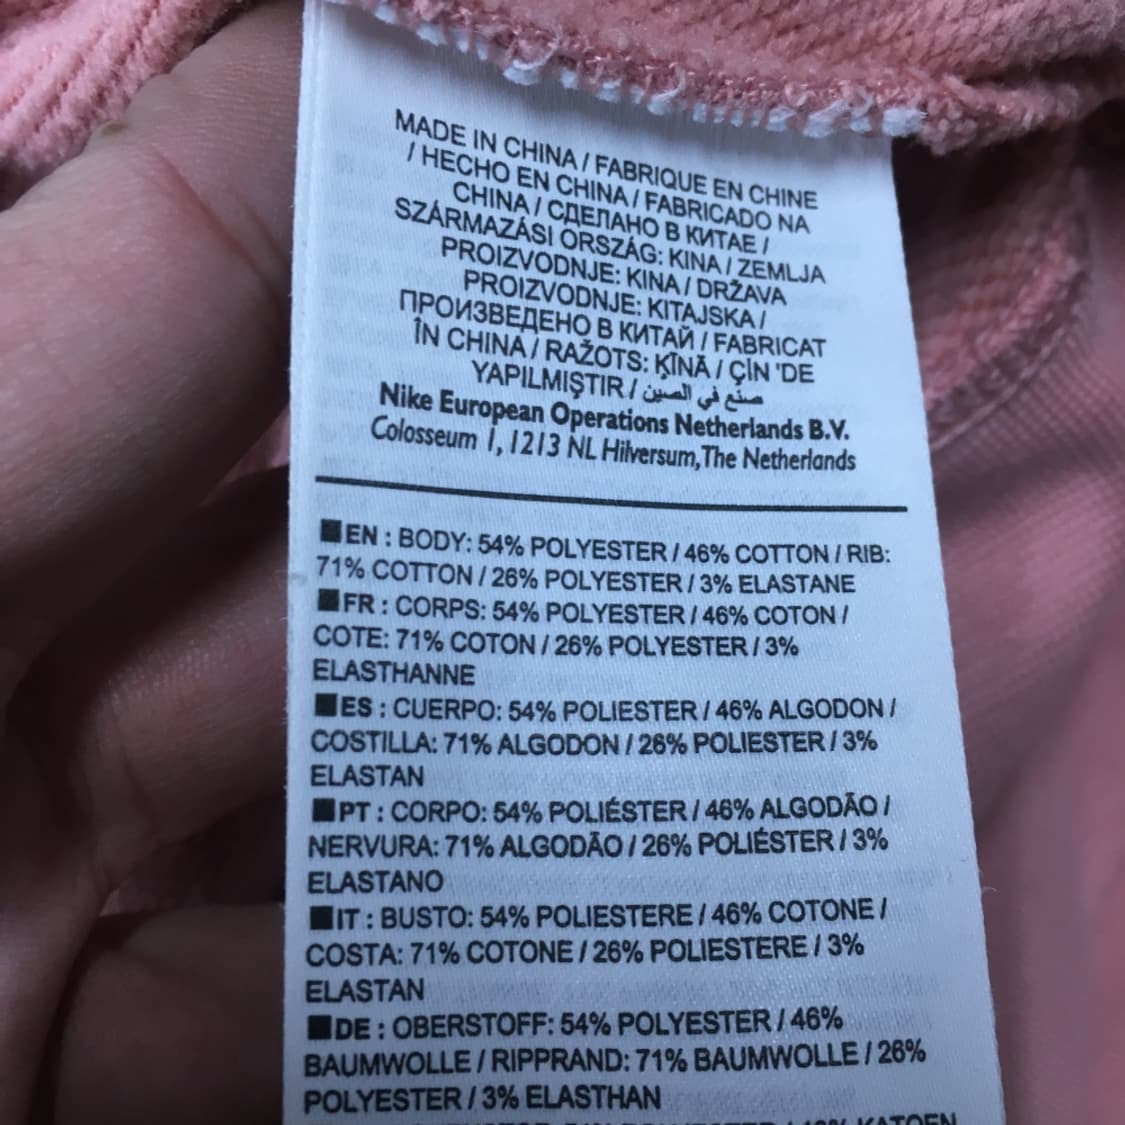 MADE IN CHINA / FABRIQUE EN CHINE
/ HECHO EN CHINA / FABRICADO NA
CHINA / СДЕЛАНО В КИТАЕ /
SZÁRMAZÁSI ORSZÁG: KINA / ZEMLJA
PROIZVODNJE: KINA / DRŽAVA
PROIZVODNJE: KITAJSKA /
ПРОИЗВЕДЕНО В КИТАЙ / FABRICAT
ÎN CHINA / RAŽOTS: ĶĪNĀ / ÇİN 'DE
YAPILMIŞTIR / صنع في الصين
Nike European Operations Netherlands B.V.
Colosseum 1, 1213 NL Hilversum, The Netherlands
EN : BODY: 54% POLYESTER / 46% COTTON / RIB:
71% COTTON / 26% POLYESTER / 3% ELASTANE
FR : CORPS: 54% POLYESTER / 46% COTON /
COTE: 71% COTON / 26% POLYESTER / 3%
ELASTHANNE
ES : CUERPO: 54% POLIESTER / 46% ALGODON /
COSTILLA: 71% ALGODON / 26% POLIESTER / 3%
ELASTAN
PT : CORPO: 54% POLIÉSTER / 46% ALGODÃO /
NERVURA: 71% ALGODÃO / 26% POLIÉSTER / 3%
ELASTANO
IT : BUSTO: 54% POLIESTERE / 46% COTONE /
COSTA: 71% COTONE / 26% POLIESTERE / 3%
ELASTAN
DE : OBERSTOFF: 54% POLYESTER / 46%
BAUMWOLLE / RIPPRAND: 71% BAUMWOLLE / 26%
POLYESTER / 3% ELASTHAN
KATOEN